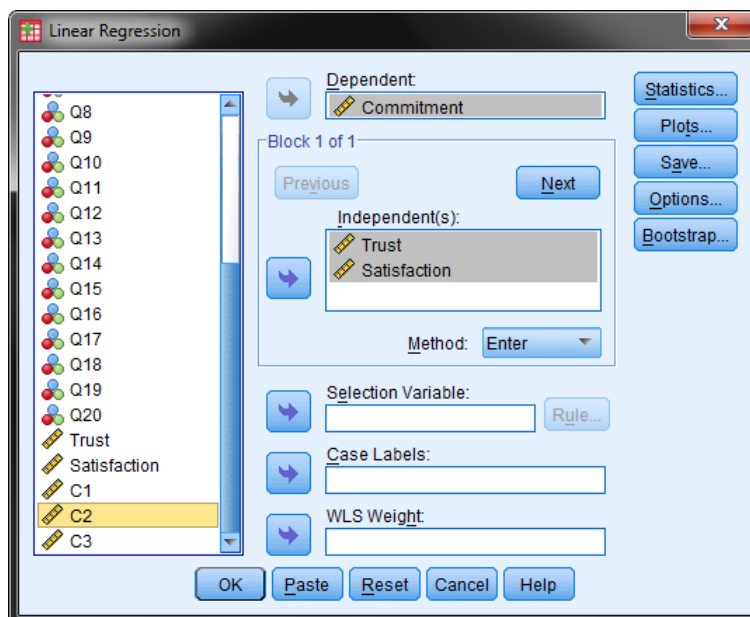 Linear Regression
Q8
Q9
Q10
Q11
Q12
Q13
Q14
Q15
Q16
Q17
Q18
Q19
Q20
Trust
Satisfaction
C1
C2
C3
Dependent:
Commitment
Block 1 of 1
Previous
Next
Independent(s):
Trust
Satisfaction
Method:
Enter
Selection Variable:
Rule...
Case Labels:
WLS Weight:
Statistics...
Plots...
Save...
Options...
Bootstrap...
OK
Paste
Reset
Cancel
Help